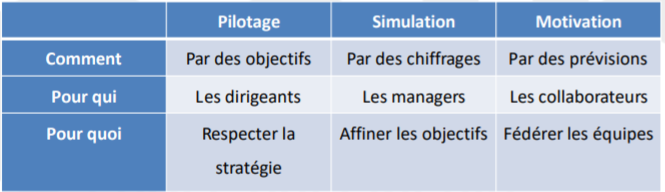 Pilotage Simulation Motivation
Comment Par des objectifs Par des chiffrages Par des prévisions
Pour qui Les dirigeants Les managers Les collaborateurs
Pour quoi Respecter la Affiner les objectifs Fédérer les équipes
stratégie